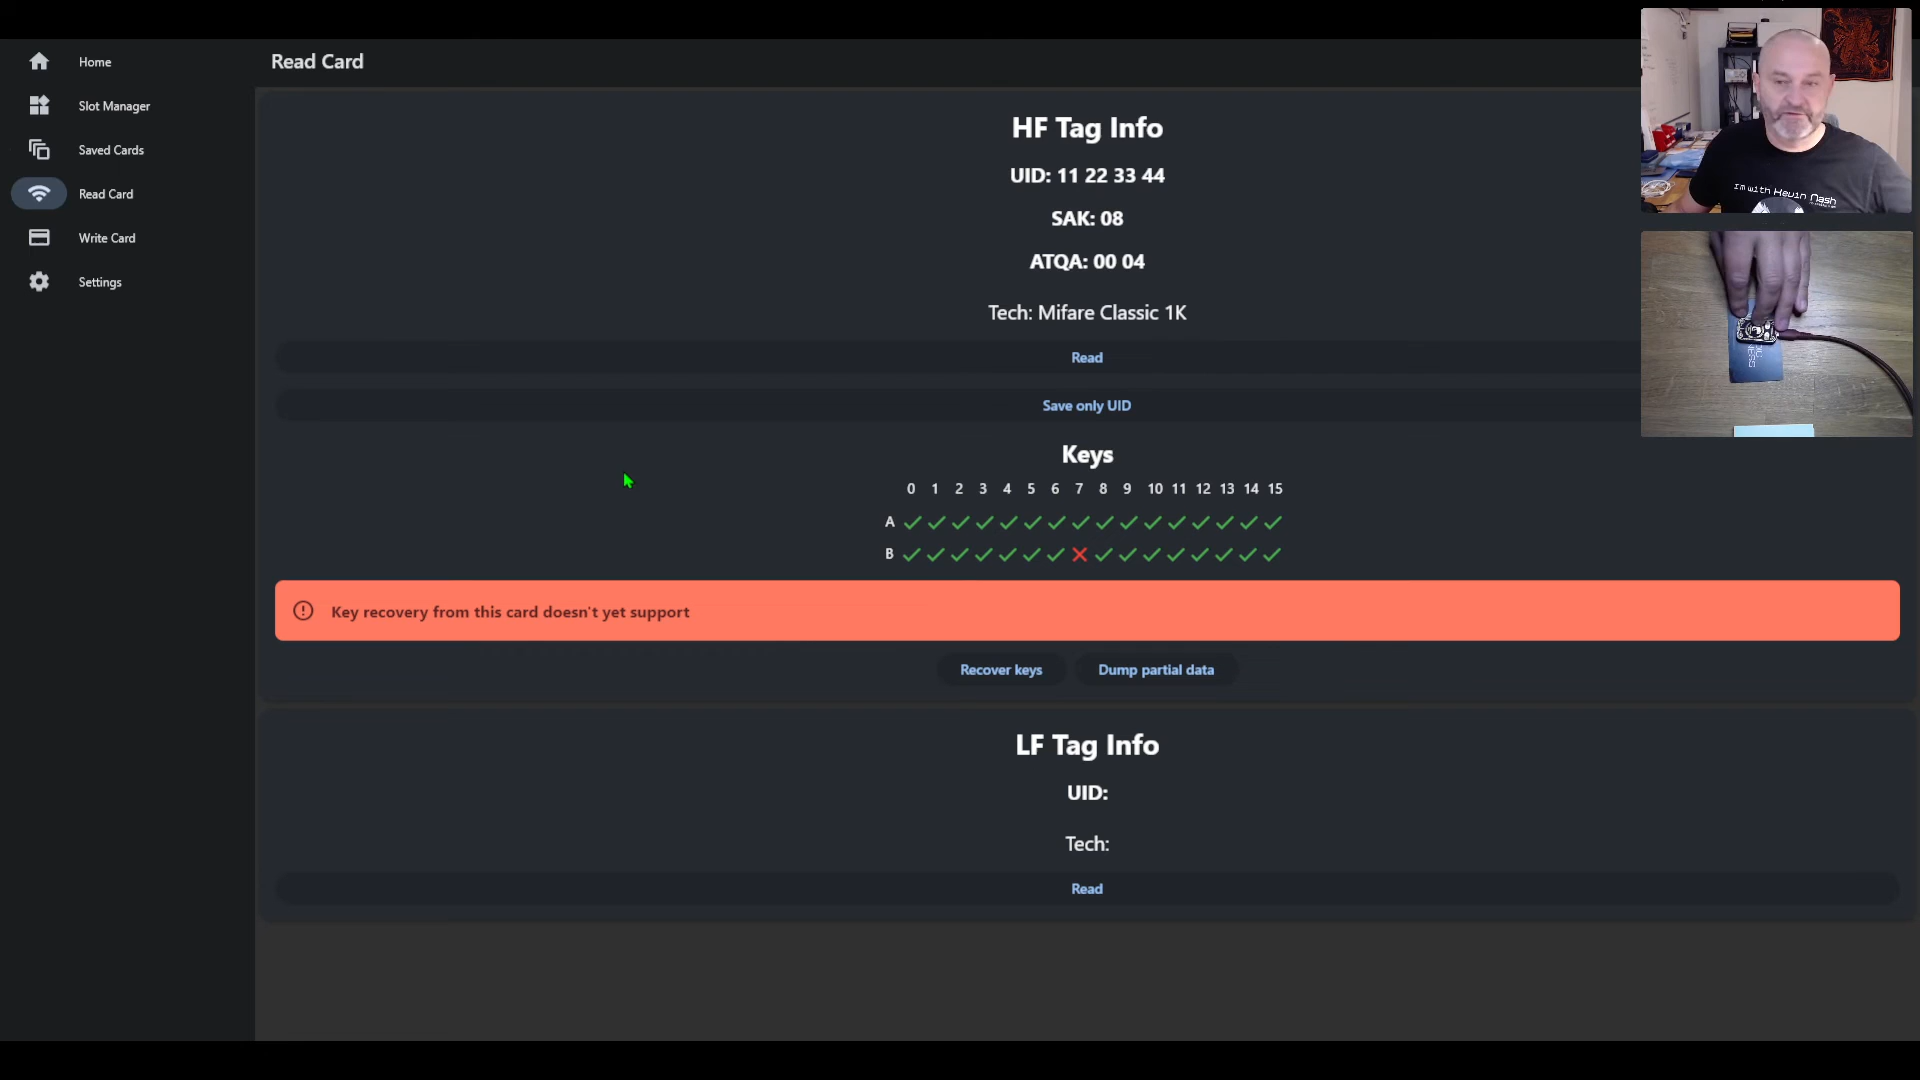 Home
Slot Manager
Saved Cards
Read Card
Write Card
Settings
Read Card
HF Tag Info
UID: 11 22 33 44
SAK: 08
ATQA: 00 04
Tech: Mifare Classic 1K
Read
Save only UID
Keys
0 1 2 3 4 5 6 7 8 9 10 11 12 13 14 15
A
B
Key recovery from this card doesn't yet support
Recover keys
Dump partial data
LF Tag Info
UID:
Tech:
Read
I'm with Kevin Nash